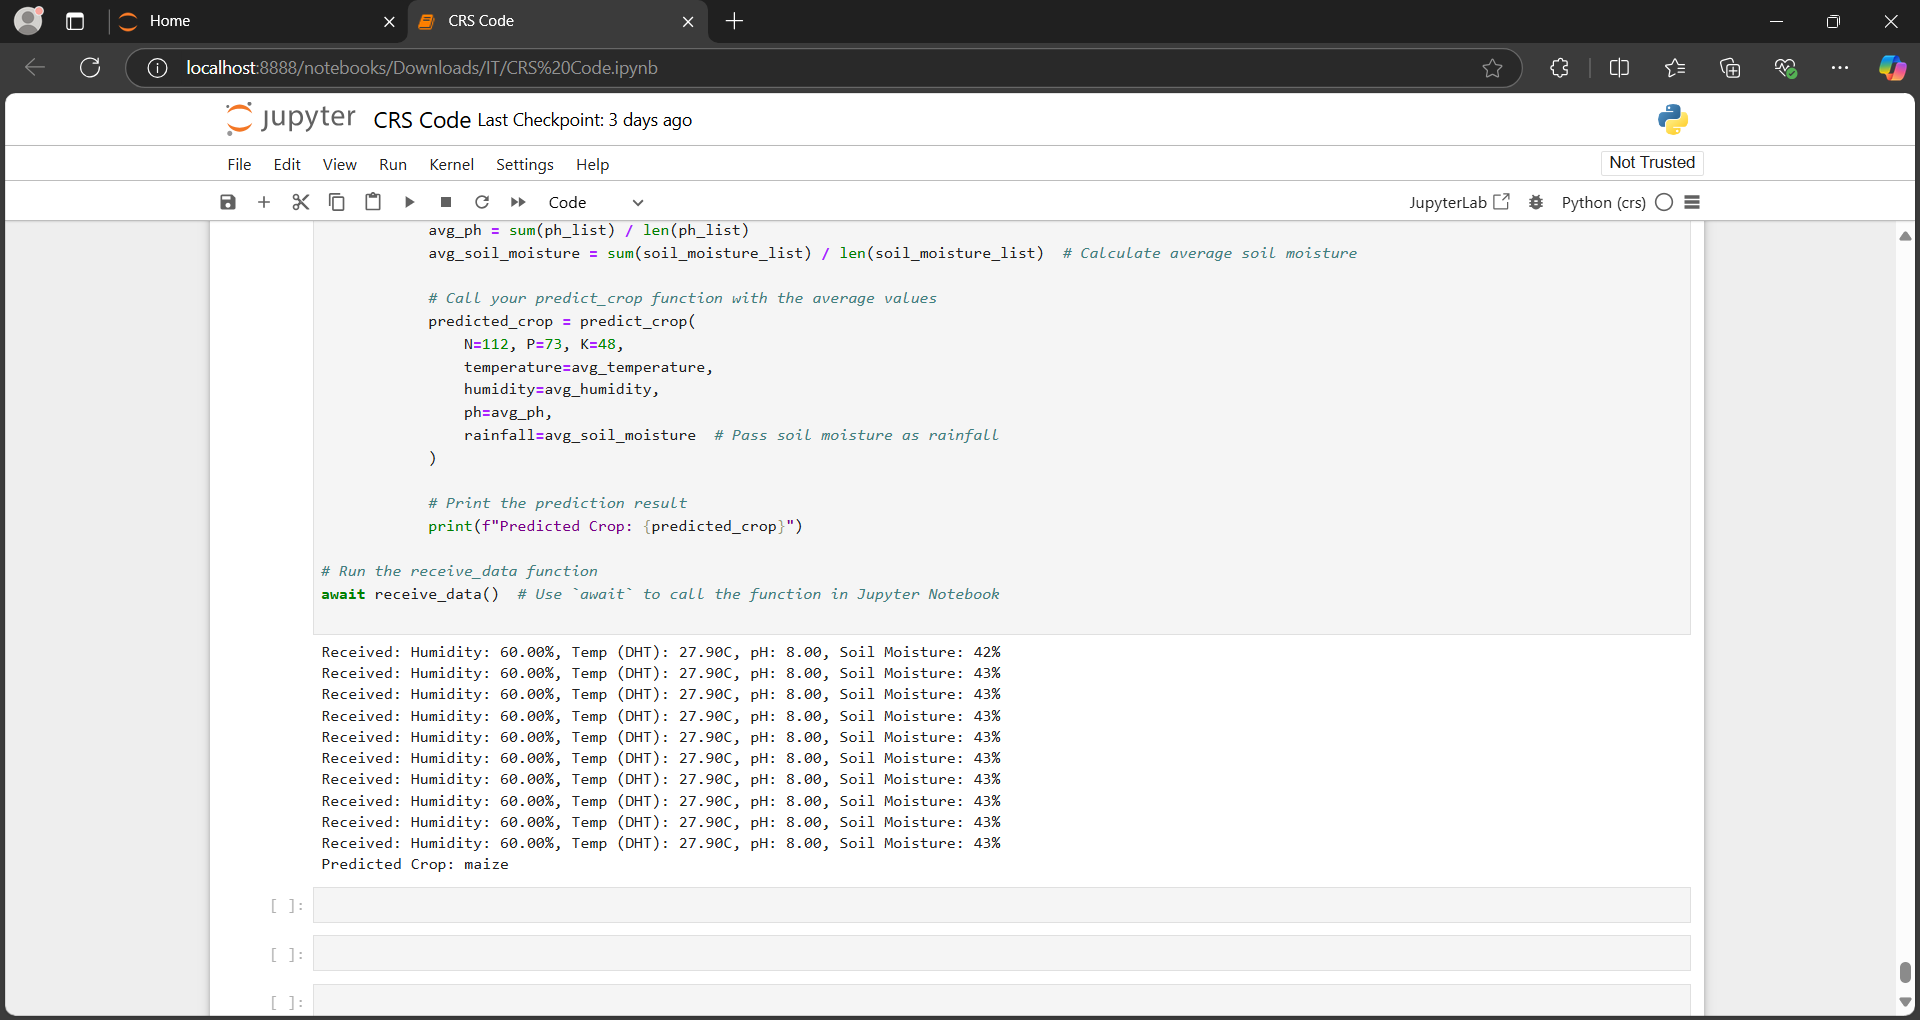 Home
CRS Code
localhost:8888/notebooks/Downloads/IT/CRS%20Code.ipynb
jupyter CRS Code Last Checkpoint: 3 days ago
File Edit View Run Kernel Settings Help
Not Trusted
Code
JupyterLab
Python (crs)
avg_ph = sum(ph_list) / len(ph_list)
avg_soil_moisture = sum(soil_moisture_list) / len(soil_moisture_list)  # Calculate average soil moisture
# Call your predict_crop function with the average values
predicted_crop = predict_crop(
N=112, P=73, K=48,
temperature=avg_temperature,
humidity=avg_humidity,
ph=avg_ph,
rainfall=avg_soil_moisture  # Pass soil moisture as rainfall
)
# Print the prediction result
print(f"Predicted Crop: {predicted_crop}")
# Run the receive_data function
await receive_data()  # Use `await` to call the function in Jupyter Notebook
Received: Humidity: 60.00%, Temp (DHT): 27.90C, pH: 8.00, Soil Moisture: 42%
Received: Humidity: 60.00%, Temp (DHT): 27.90C, pH: 8.00, Soil Moisture: 43%
Received: Humidity: 60.00%, Temp (DHT): 27.90C, pH: 8.00, Soil Moisture: 43%
Received: Humidity: 60.00%, Temp (DHT): 27.90C, pH: 8.00, Soil Moisture: 43%
Received: Humidity: 60.00%, Temp (DHT): 27.90C, pH: 8.00, Soil Moisture: 43%
Received: Humidity: 60.00%, Temp (DHT): 27.90C, pH: 8.00, Soil Moisture: 43%
Received: Humidity: 60.00%, Temp (DHT): 27.90C, pH: 8.00, Soil Moisture: 43%
Received: Humidity: 60.00%, Temp (DHT): 27.90C, pH: 8.00, Soil Moisture: 43%
Received: Humidity: 60.00%, Temp (DHT): 27.90C, pH: 8.00, Soil Moisture: 43%
Received: Humidity: 60.00%, Temp (DHT): 27.90C, pH: 8.00, Soil Moisture: 43%
Predicted Crop: maize
[ ]:
[ ]:
[ ]: